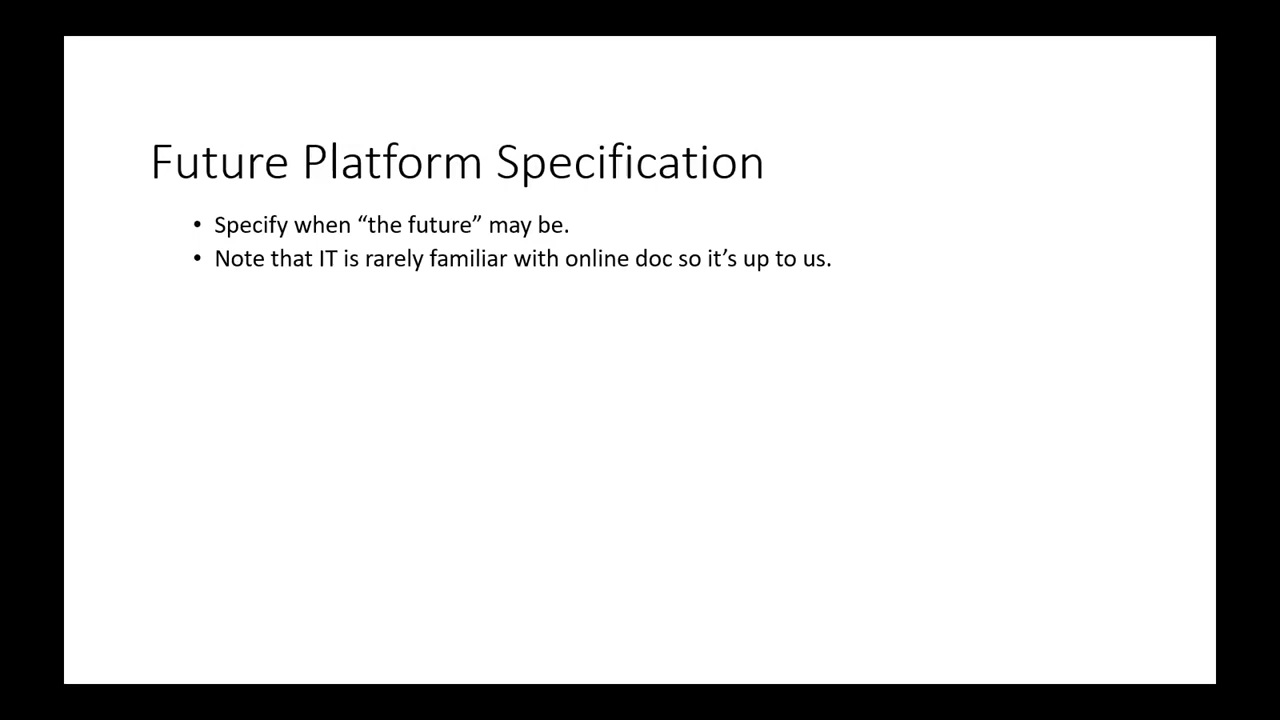 Future Platform Specification
• Specify when “the future” may be.
• Note that IT is rarely familiar with online doc so it’s up to us.